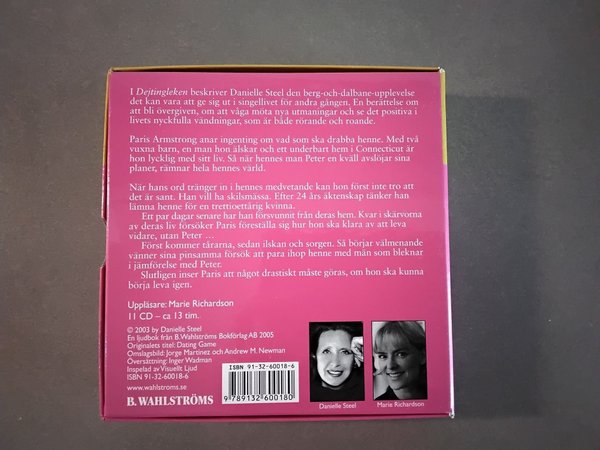 I Dejtingleken beskriver Danielle Steel den berg-och-dalbane-upplevelse
det kan vara att ge sig ut i singellivet för andra gången. En berättelse om
att bli övergiven, om att våga möta nya utmaningar och se det positiva i
livets nyckfulla vändningar, som är både rörande och roande.
Paris Armstrong anar ingenting om vad som ska drabba henne. Med två
vuxna barn, en man hon älskar och ett underbart hem i Connecticut är
hon lycklig med sitt liv. Så när hennes man Peter en kväll avslöjar sina
planer, rämnar hela hennes värld.
När hans ord tränger in i hennes medvetande kan hon först inte tro att
det är sant. Han vill ha skilsmässa. Efter 24 års äktenskap tänker han
lämna henne för en trettioettårig kvinna.
Ett par dagar senare har han försvunnit från deras hem. Kvar i skärvorna
av deras liv försöker Paris föreställa sig hur hon ska klara av att leva
vidare, utan Peter ...
Först kommer tårarna, sedan ilskan och sorgen. Så börjar välmenande
vänner sina pinsamma försök att para ihop henne med män som bleknar
i jämförelse med Peter.
Slutligen inser Paris att något drastiskt måste göras, om hon ska kunna
börja leva igen.
Uppläsare: Marie Richardson
11 CD – ca 13 tim.
© 2003 by Danielle Steel
En ljudbok från B.Wahlströms Bokförlag AB 2005
Originalets titel: Dating Game
Omslagsbild: Jorge Martinez och Andrew M. Newman
Översättning: Inger Wadman
Inspelad av Visuellt Ljud
ISBN 91-32-60018-6
www.wahlstroms.se
B. WAHLSTRÖMS
ISBN 91-32-60018-6
9 789132 600180
Danielle Steel
Marie Richardson